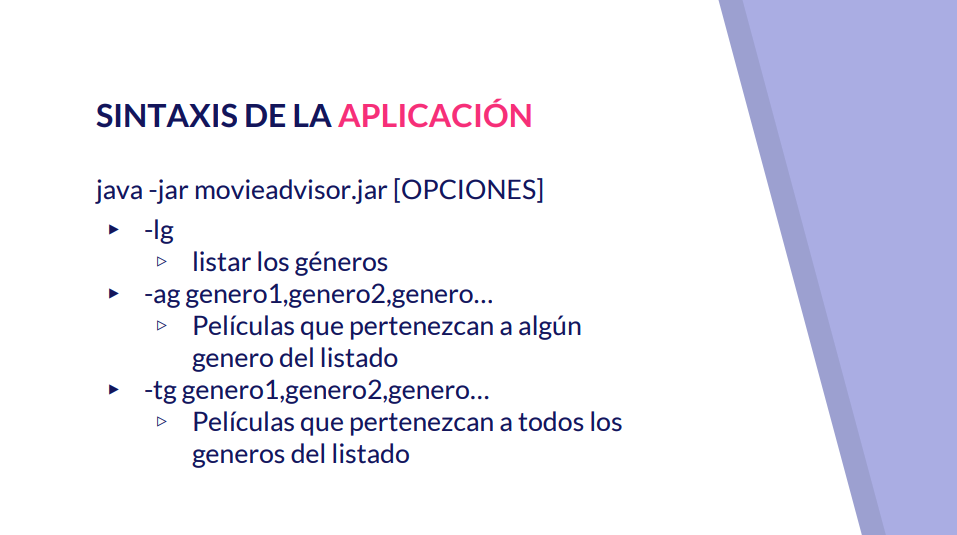 SINTAXIS DE LA APLICACIÓN
java -jar movieadvisor.jar [OPCIONES]
▸ -lg
▹ listar los géneros
▸ -ag genero1,genero2,genero...
▹ Películas que pertenezcan a algún
genero del listado
▸ -tg genero1,genero2,genero...
▹ Películas que pertenezcan a todos los
generos del listado